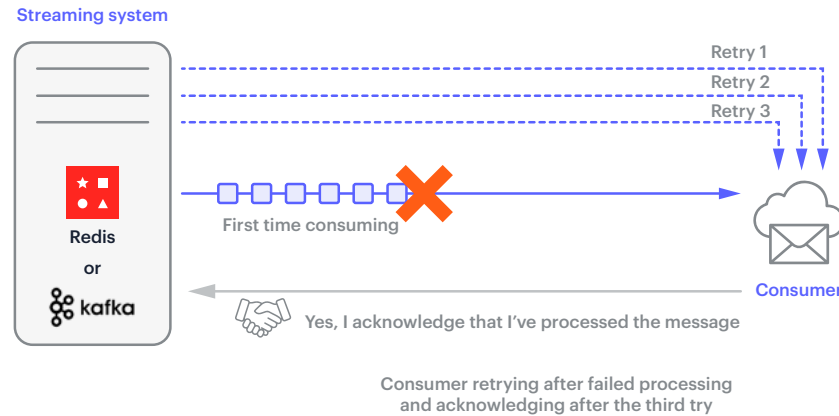 Streaming system
Retry 1
Retry 2
Retry 3
First time consuming
Redis
or
kafka
Consumer
Yes, I acknowledge that I've processed the message
Consumer retrying after failed processing
and acknowledging after the third try